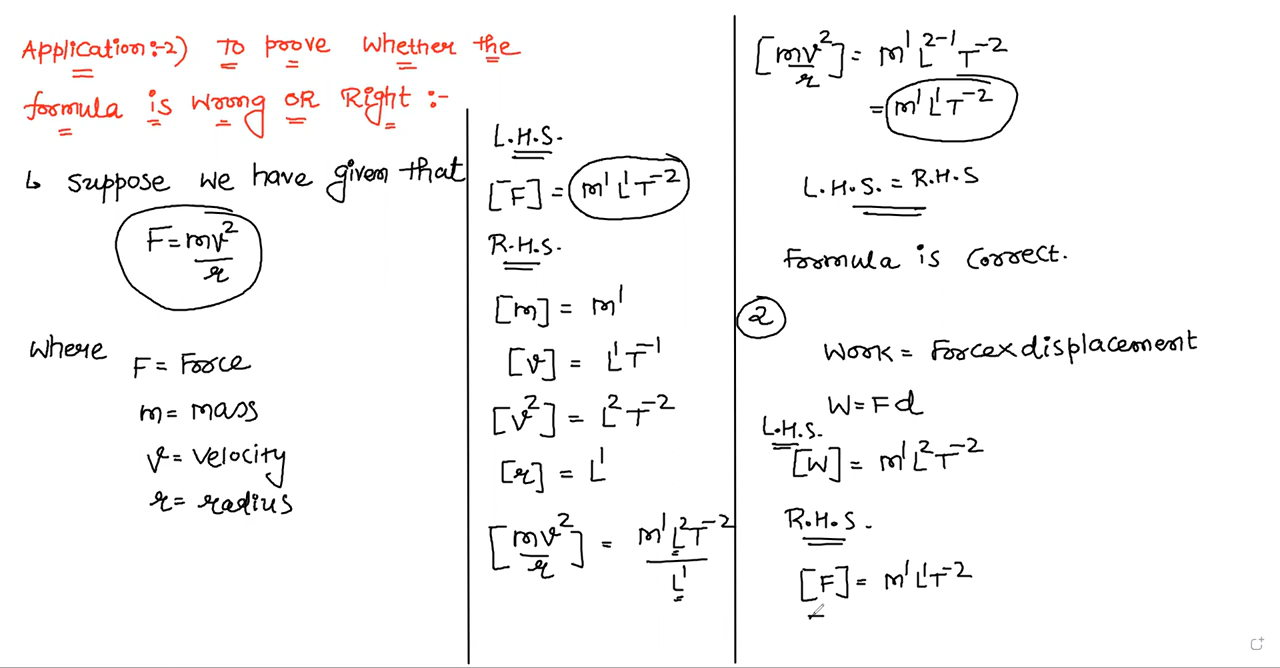 Application:-2) To prove whether the
formula is wrong OR Right :-
↳ suppose we have given that
F = mv²/r
where
F = Force
m = mass
v = velocity
r = radius
L.H.S.
[F] = M¹L¹T⁻²
R.H.S.
[m] = M¹
[v] = L¹T⁻¹
[v²] = L²T⁻²
[r] = L¹
[mv²/r] = M¹L²T⁻²/L¹
[mv²/r] = M¹L²⁻¹T⁻²
= M¹L¹T⁻²
L.H.S. = R.H.S
Formula is correct.
2
Work = Force×displacement
W = Fd
L.H.S.
[W] = M¹L²T⁻²
R.H.S.
[F] = M¹L¹T⁻²